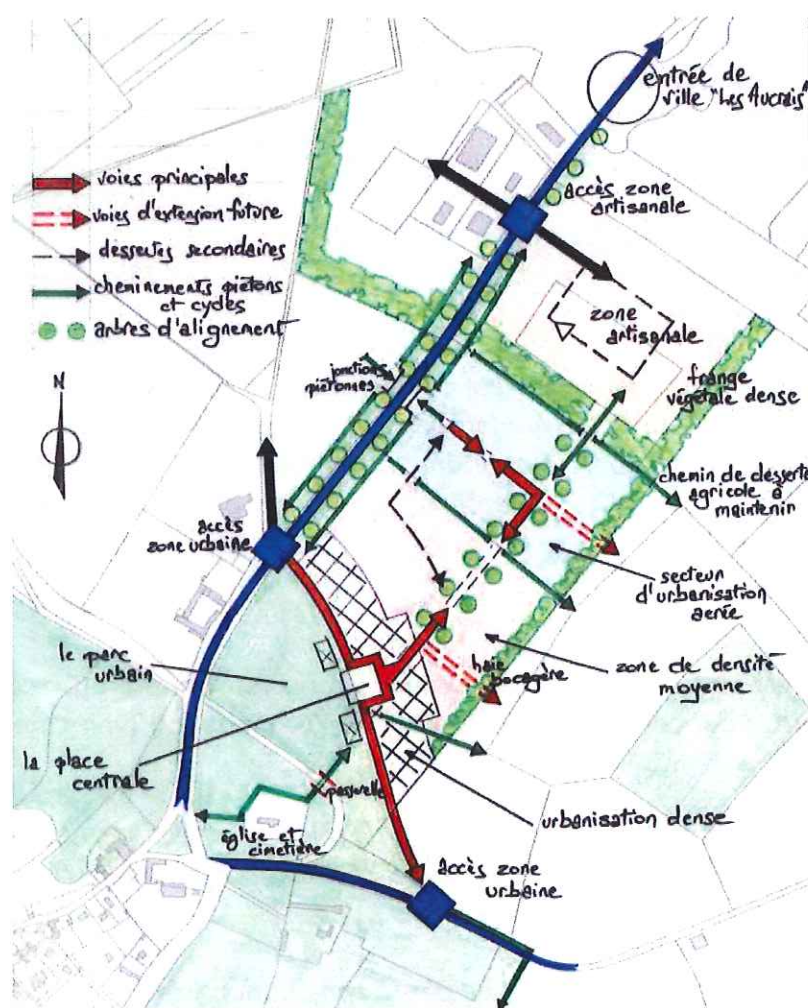 entrée de
ville "Les Aucrais"
voies principales
voies d'extension future
dessertes secondaires
cheminements piétons
et cycles
arbres d'alignement
accès zone
artisanale
zone
artisanale
jonctions
piétonnes
frange
végétale dense
N
chemin de desserte
agricole à
maintenir
accès
zone urbaine
secteur
d'urbanisation
aérée
le parc
urbain
haie
bocagère
zone de densité
moyenne
la place
centrale
passerelle
urbanisation dense
église et
cimetière
accès zone
urbaine